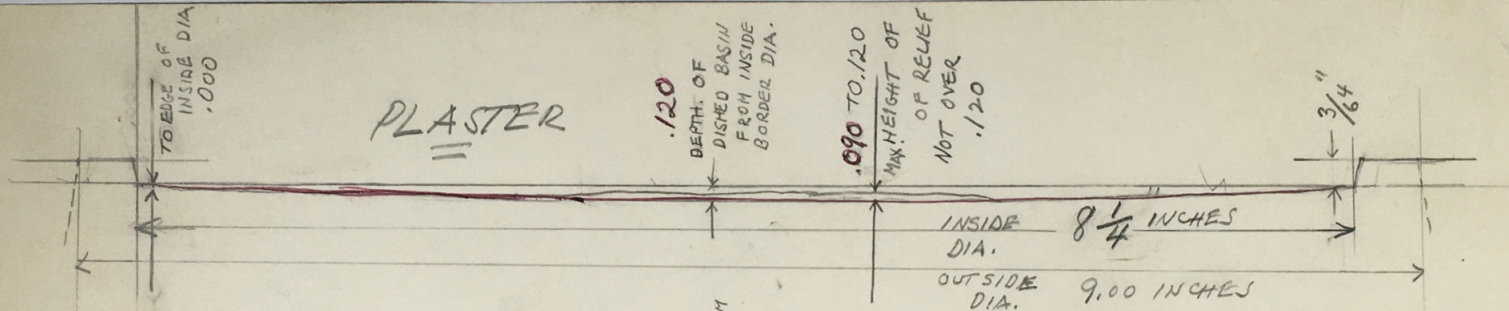 TO EDGE OF
INSIDE DIA
.000
PLASTER
.120
DEPTH. OF
DISHED BASIN
FROM INSIDE
BORDER DIA.
.090 TO .120
MAX. HEIGHT OF
OF RELIEF
NOT OVER
.120
3/64"
INSIDE
DIA.
8 1/4 INCHES
OUTSIDE
DIA.
9.00 INCHES